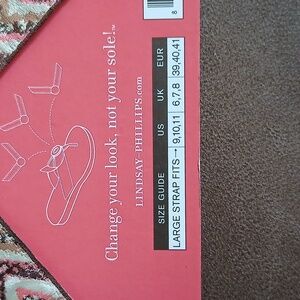 Change your look, not your sole!™
LINDSAY-PHILLIPS.com
SIZE GUIDE US UK EUR
LARGE STRAP FITS→ 9,10,11 6,7,8 39,40,41